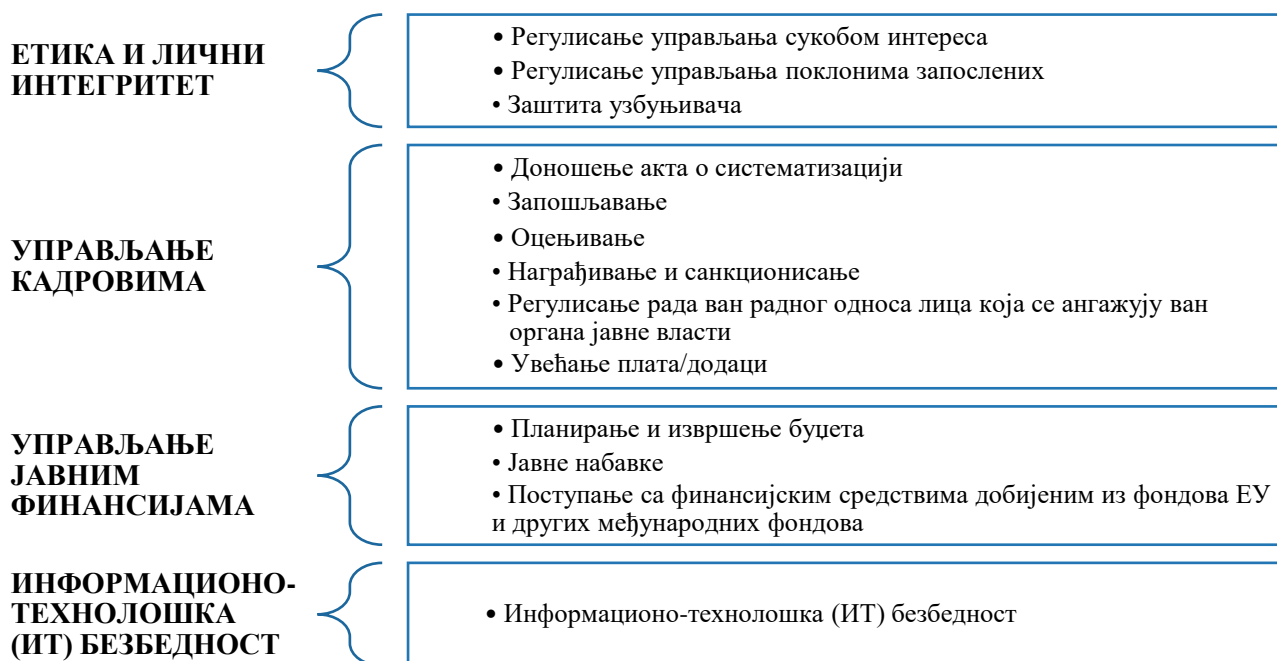 ЕТИКА И ЛИЧНИ
ИНТЕГРИТЕТ
• Регулисање управљања сукобом интереса
• Регулисање управљања поклонима запослених
• Заштита узбуњивача
УПРАВЉАЊЕ
КАДРОВИМА
• Доношење акта о систематизацији
• Запошљавање
• Оцењивање
• Награђивање и санкционисање
• Регулисање рада ван радног односа лица која се ангажују ван
органа јавне власти
• Увећање плата/додаци
УПРАВЉАЊЕ
ЈАВНИМ
ФИНАНСИЈАМА
• Планирање и извршење буџета
• Јавне набавке
• Поступање са финансијским средствима добијеним из фондова ЕУ
и других међународних фондова
ИНФОРМАЦИОНО-
ТЕХНОЛОШКА
(ИТ) БЕЗБЕДНОСТ
• Информационо-технолошка (ИТ) безбедност